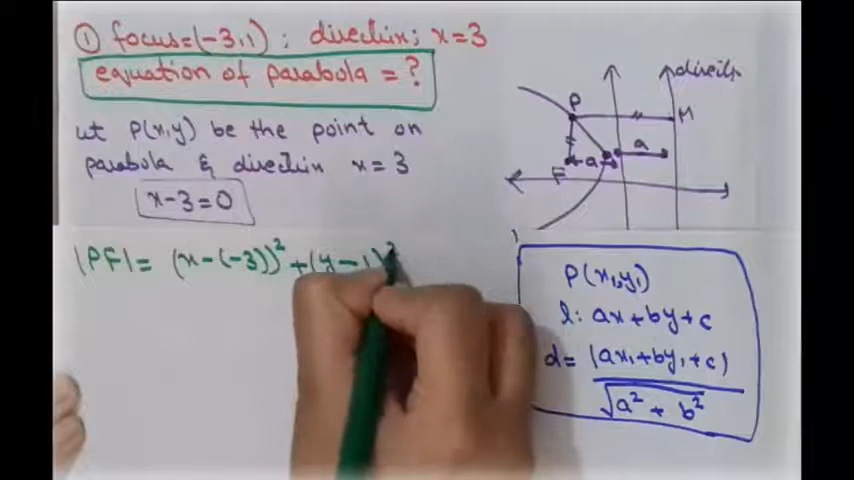 ① focus=(-3,1) ; directrix; x=3
equation of parabola = ?
let P(x,y) be the point on
parabola & directrix x=3
x-3=0
|PF|= (x-(-3))² +(y-1)²
P
M
F
a
a
P(x₁,y₁)
l: ax+by+c
d= (ax₁+by₁+c)
√a² + b²